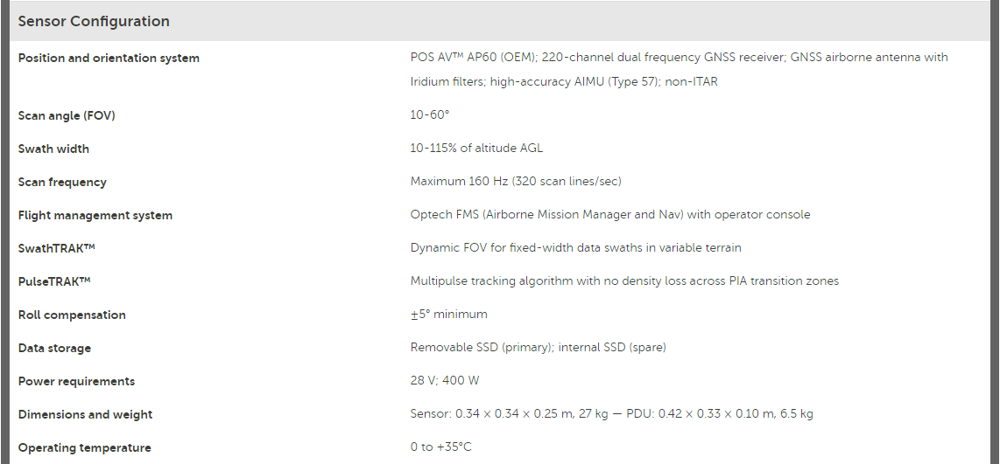 Sensor Configuration
Position and orientation system
POS AV™ AP60 (OEM); 220-channel dual frequency GNSS receiver; GNSS airborne antenna with
Iridium filters; high-accuracy AIMU (Type 57); non-ITAR
Scan angle (FOV)
10-60°
Swath width
10-115% of altitude AGL
Scan frequency
Maximum 160 Hz (320 scan lines/sec)
Flight management system
Optech FMS (Airborne Mission Manager and Nav) with operator console
SwathTRAK™
Dynamic FOV for fixed-width data swaths in variable terrain
PulseTRAK™
Multipulse tracking algorithm with no density loss across PIA transition zones
Roll compensation
±5° minimum
Data storage
Removable SSD (primary); internal SSD (spare)
Power requirements
28 V; 400 W
Dimensions and weight
Sensor: 0.34 × 0.34 × 0.25 m, 27 kg — PDU: 0.42 × 0.33 × 0.10 m, 6.5 kg
Operating temperature
0 to +35°C